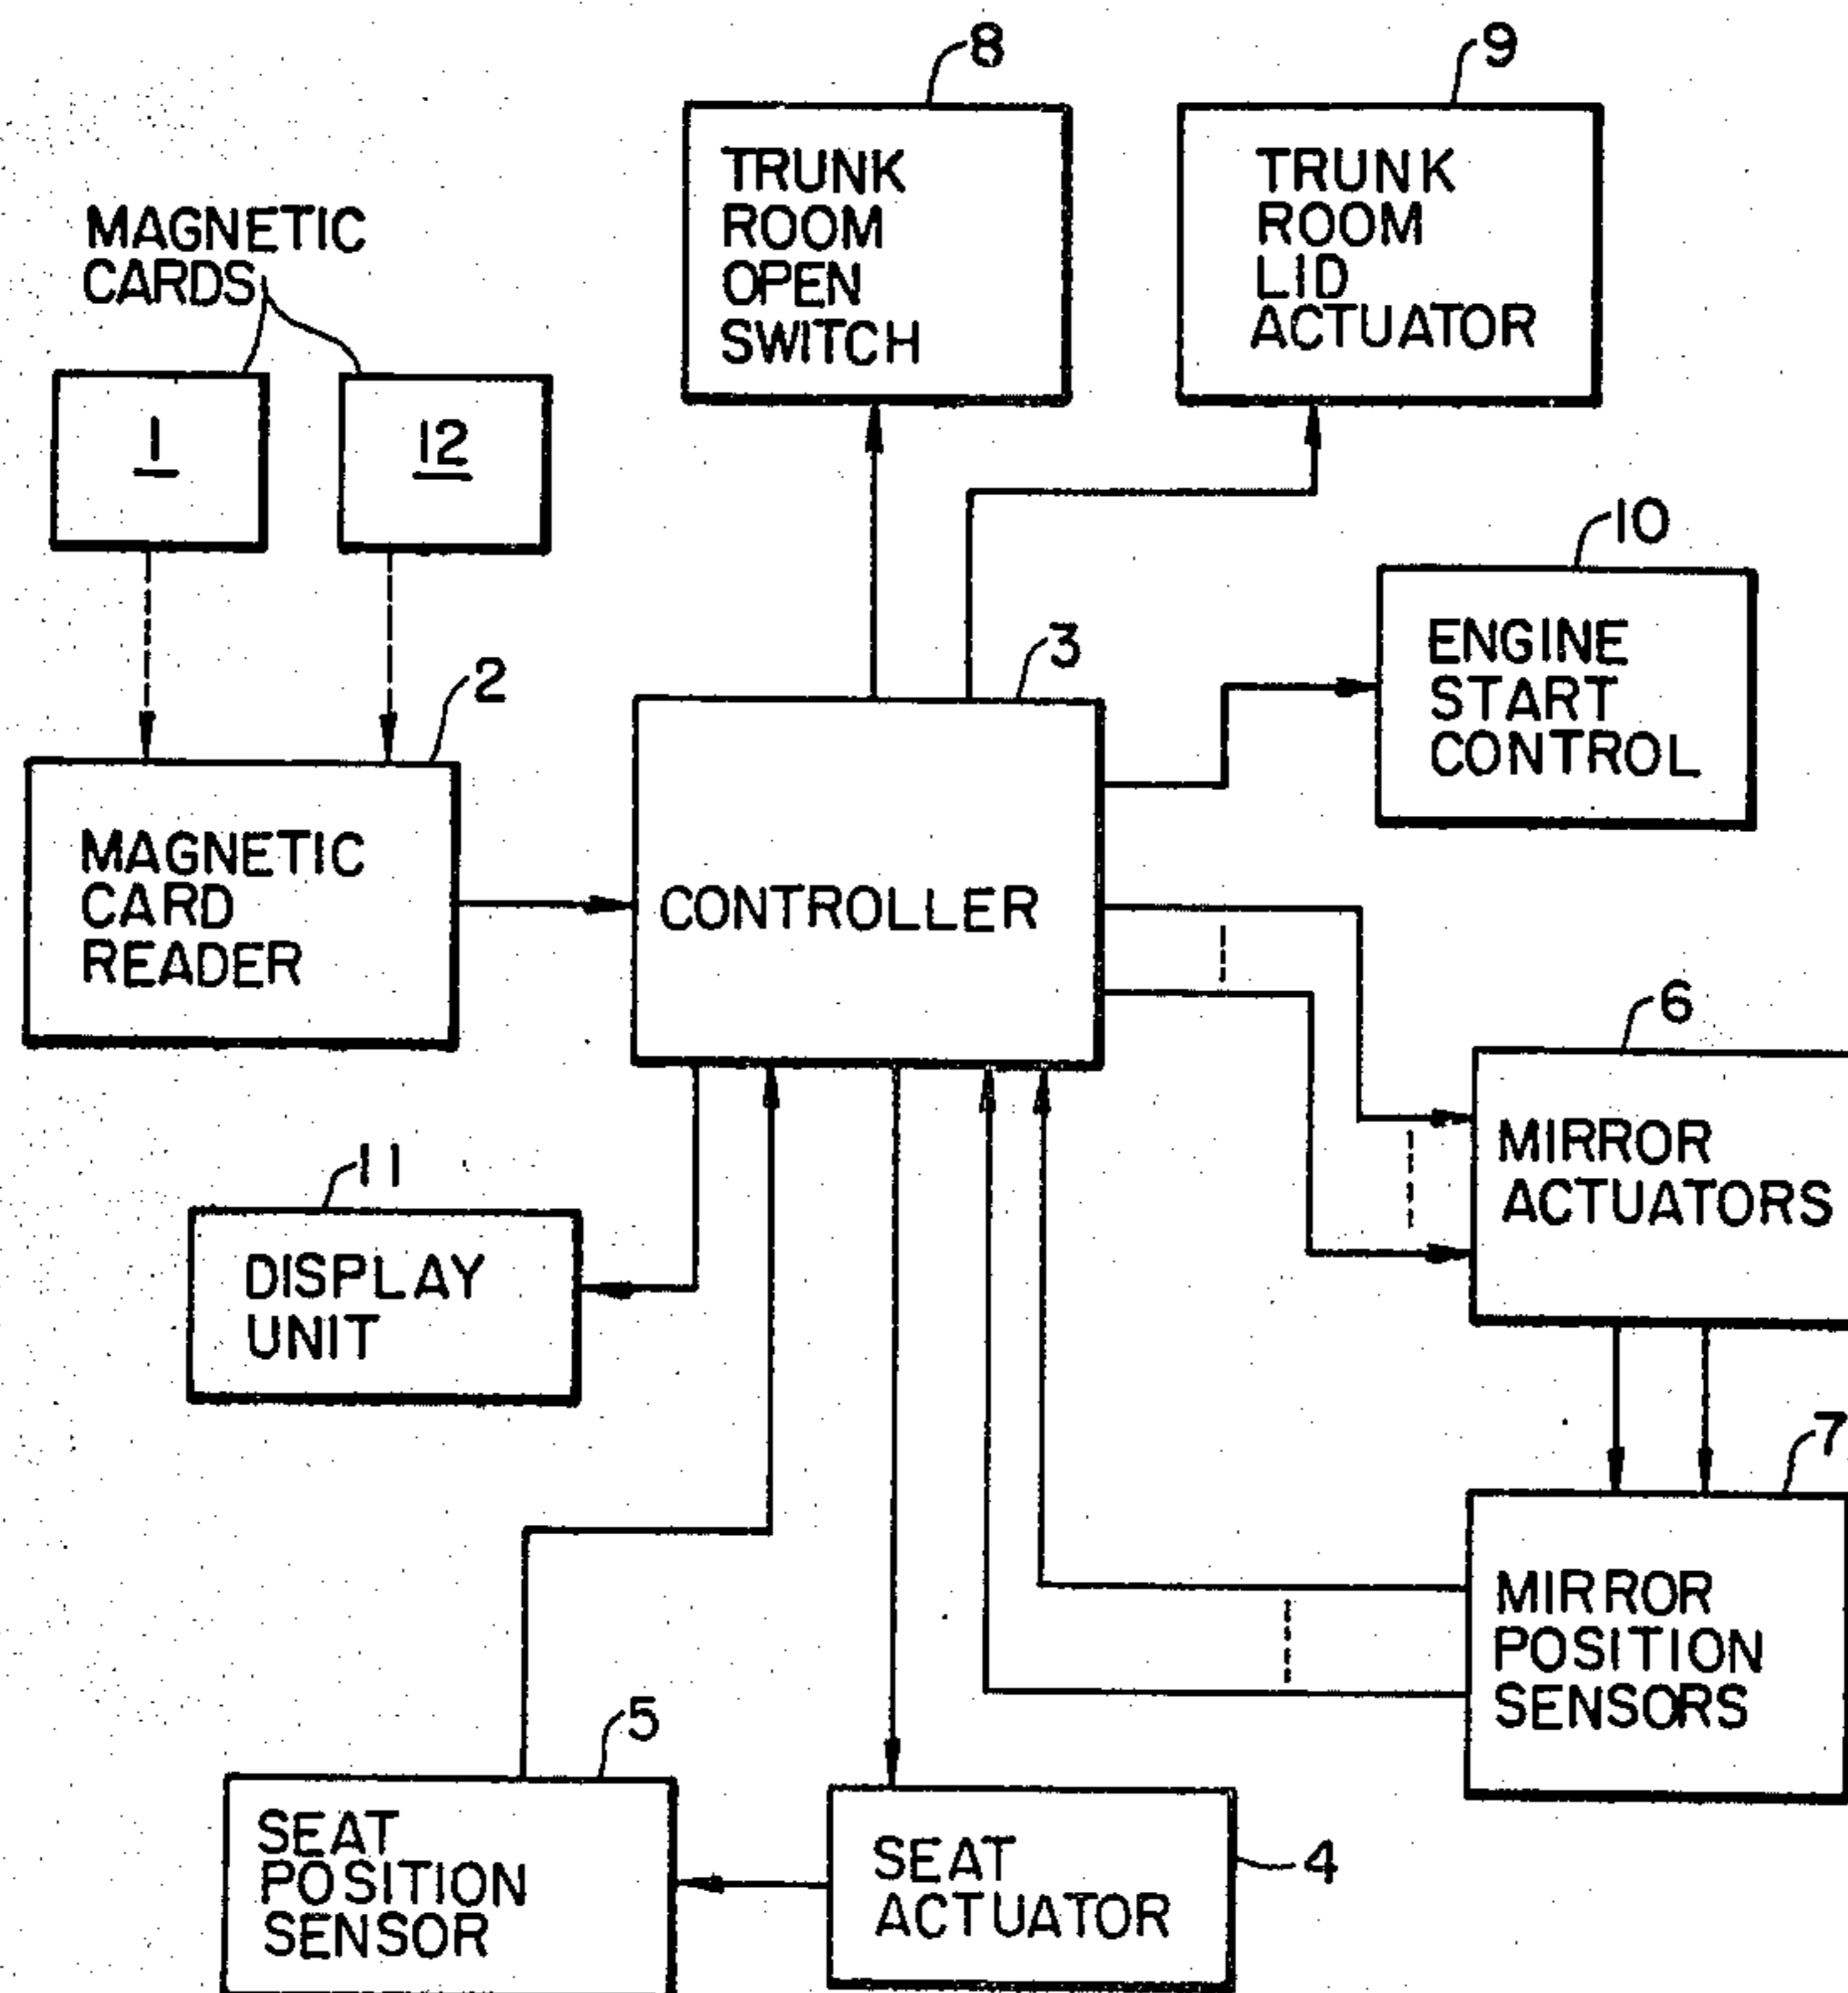 8
9
TRUNK
ROOM
OPEN
SWITCH
TRUNK
ROOM
LID
ACTUATOR
MAGNETIC
CARDS
1
12
10
ENGINE
START
CONTROL
2
3
MAGNETIC
CARD
READER
CONTROLLER
6
MIRROR
ACTUATORS
11
DISPLAY
UNIT
7
MIRROR
POSITION
SENSORS
5
SEAT
POSITION
SENSOR
4
SEAT
ACTUATOR